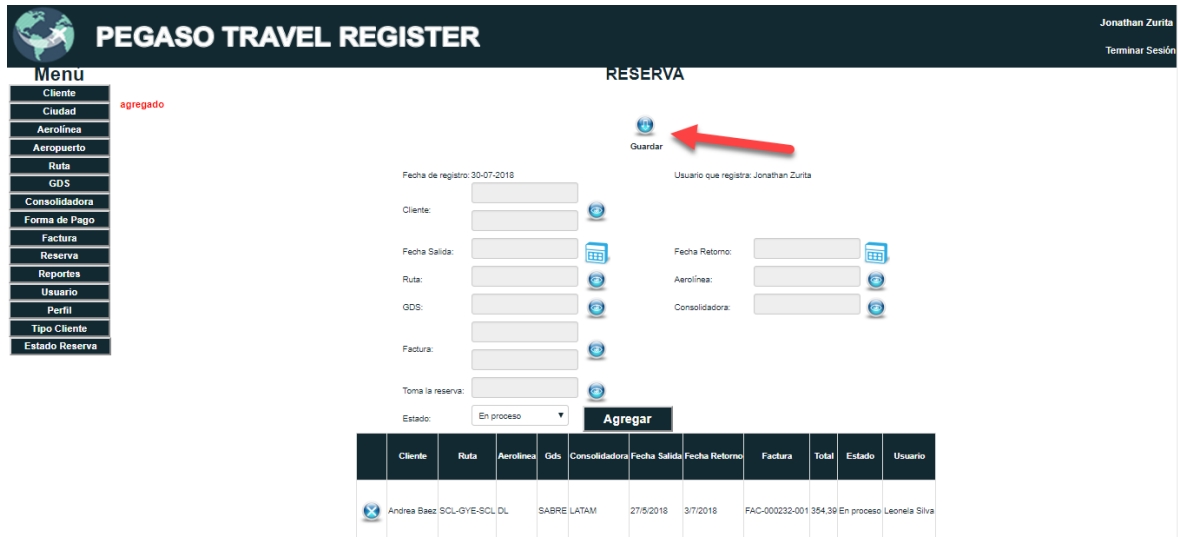 PEGASO TRAVEL REGISTER
Jonathan Zurita
Terminar Sesión
Menú
RESERVA
Cliente
Ciudad
Aerolínea
Aeropuerto
Ruta
GDS
Consolidadora
Forma de Pago
Factura
Reserva
Reportes
Usuario
Perfil
Tipo Cliente
Estado Reserva
agregado
Guardar
Fecha de registro: 30-07-2018 Usuario que registra: Jonathan Zurita
Cliente:
Fecha Salida: Fecha Retorno:
Ruta: Aerolínea:
GDS: Consolidadora:
Factura:
Toma la reserva:
Estado: En proceso Agregar
Cliente Ruta Aerolinea Gds Consolidadora Fecha Salida Fecha Retorno Factura Total Estado Usuario
Andrea Baez SCL-GYE-SCL DL SABRE LATAM 27/5/2018 3/7/2018 FAC-000232-001 354,39 En proceso Leonela Silva